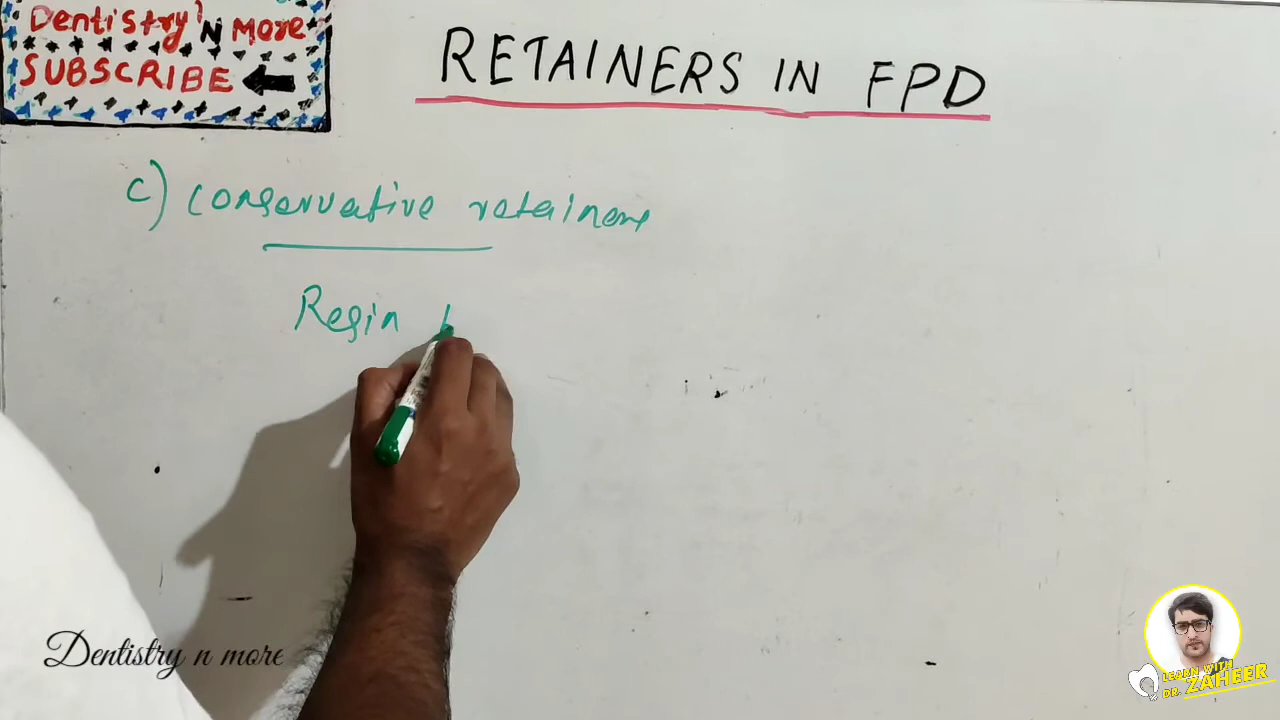 Dentistry'N More
SUBSCRIBE
RETAINERS IN FPD
C) conservative retainers
Resin
Dentistry n more
LEARN WITH
DR. ZAHEER